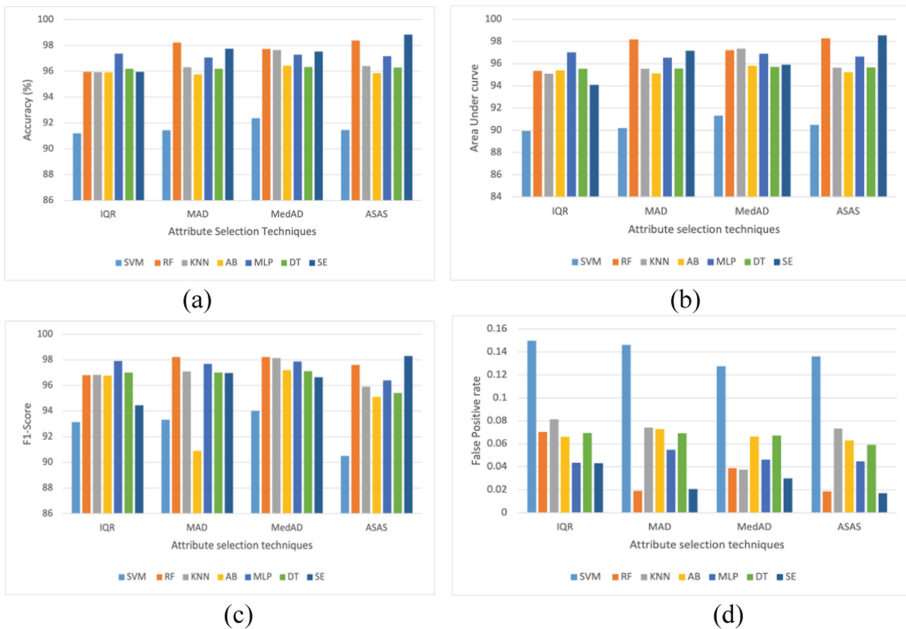 100
98
96
94
92
90
88
86
Accuracy (%)
IQR MAD MedAD ASAS
Attribute Selection Techniques
SVM RF KNN AB MLP DT SE
(a)
100
98
96
94
92
90
88
86
84
Area Under curve
IQR MAD MedAD ASAS
Attribute selection techniques
SVM RF KNN AB MLP DT SE
(b)
100
98
96
94
92
90
88
86
F1-Score
IQR MAD MedAD ASAS
Attribute selection techniques
SVM RF KNN AB MLP DT SE
(c)
0.16
0.14
0.12
0.1
0.08
0.06
0.04
0.02
0
False Positive rate
IQR MAD MedAD ASAS
Attribute selection techniques
SVM RF KNN AB MLP DT SE
(d)